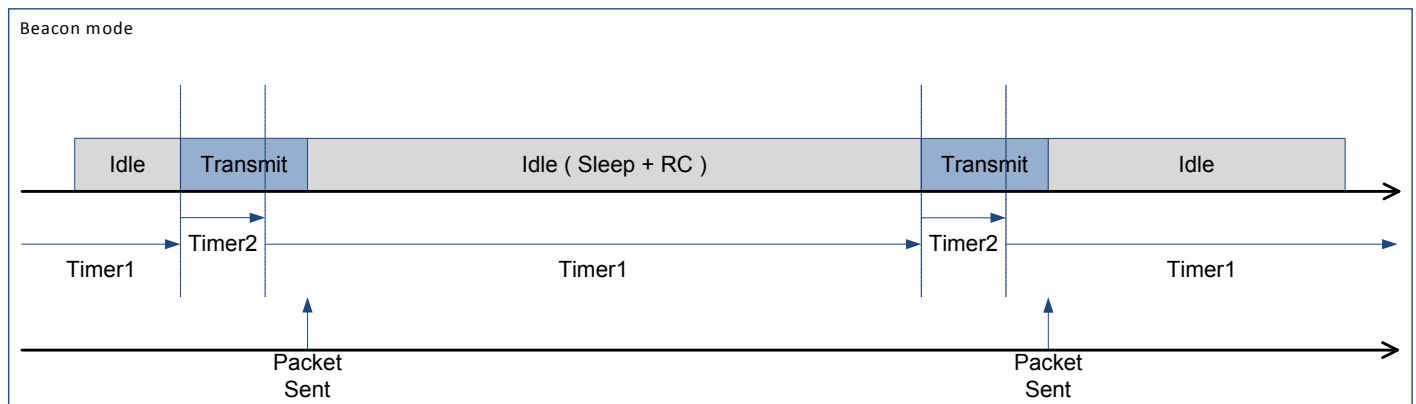 Beacon mode
Idle
Transmit
Idle ( Sleep + RC )
Transmit
Idle
Timer2
Timer2
Timer1
Timer1
Timer1
Packet
Sent
Packet
Sent